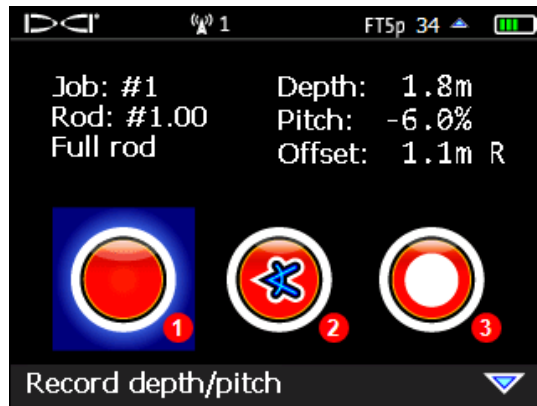 DCI 1 FT5p 34
Job: #1 Depth: 1.8m
Rod: #1.00 Pitch: -6.0%
Full rod Offset: 1.1m R
1 2 3
Record depth/pitch